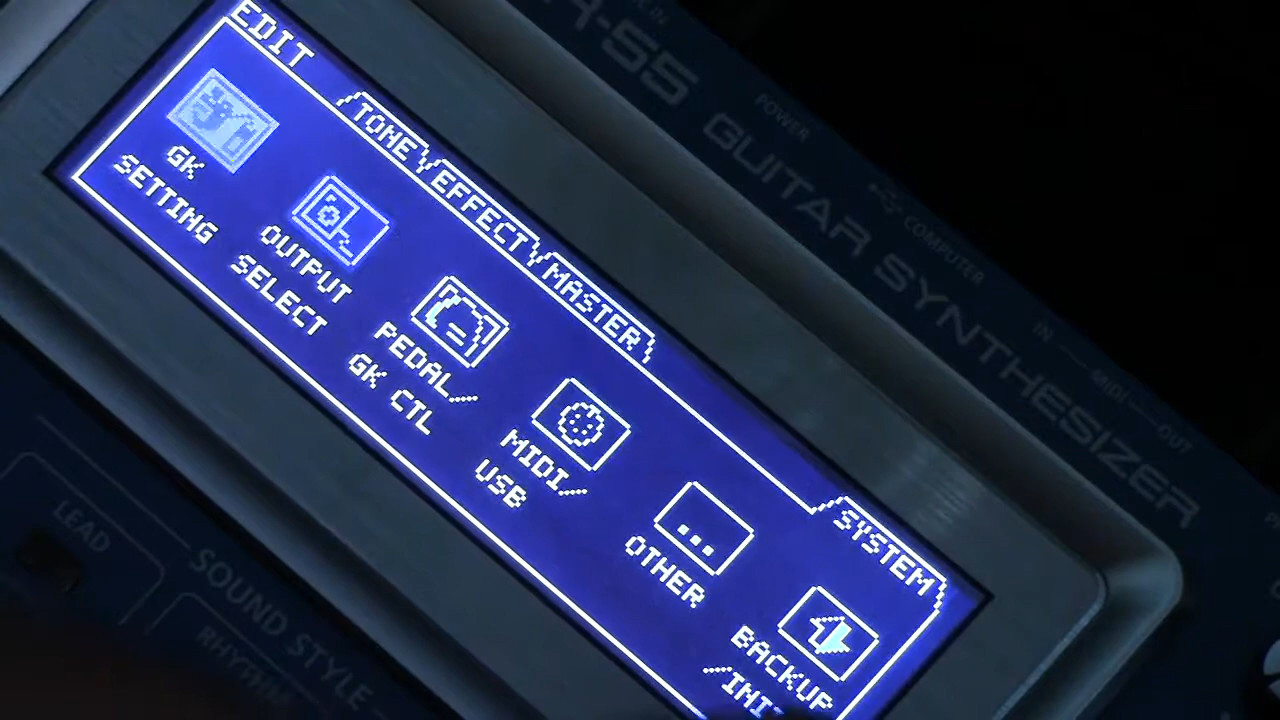 EDIT
TONE EFFECT MASTER SYSTEM
GK
SETTING
OUTPUT
SELECT
PEDAL/
GK CTL
MIDI/
USB
OTHER
BACKUP
-55 GUITAR SYNTHESIZER
POWER
COMPUTER
IN MIDI OUT
LEAD
SOUND STYLE
RHYTHM